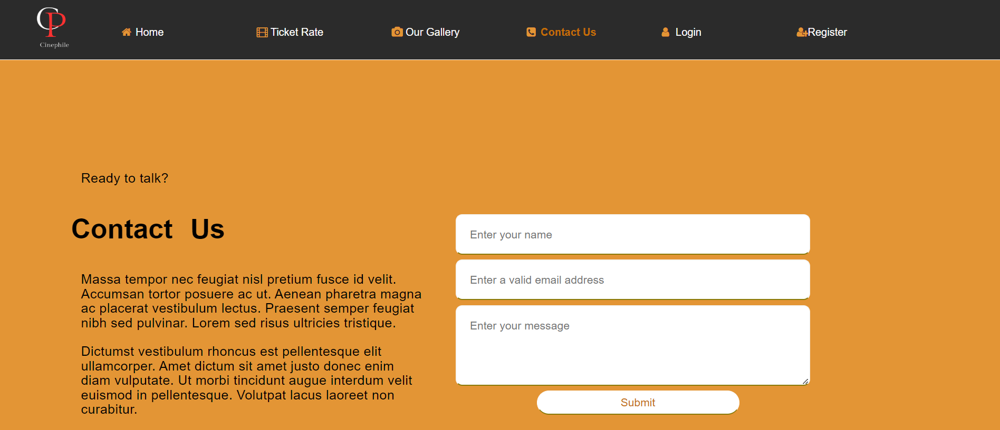 CP
Cinephile
Home
Ticket Rate
Our Gallery
Contact Us
Login
Register
Ready to talk?
Contact Us
Massa tempor nec feugiat nisl pretium fusce id velit.
Accumsan tortor posuere ac ut. Aenean pharetra magna
ac placerat vestibulum lectus. Praesent semper feugiat
nibh sed pulvinar. Lorem sed risus ultricies tristique.
Dictumst vestibulum rhoncus est pellentesque elit
ullamcorper. Amet dictum sit amet justo donec enim
diam vulputate. Ut morbi tincidunt augue interdum velit
euismod in pellentesque. Volutpat lacus laoreet non
curabitur.
Enter your name
Enter a valid email address
Enter your message
Submit